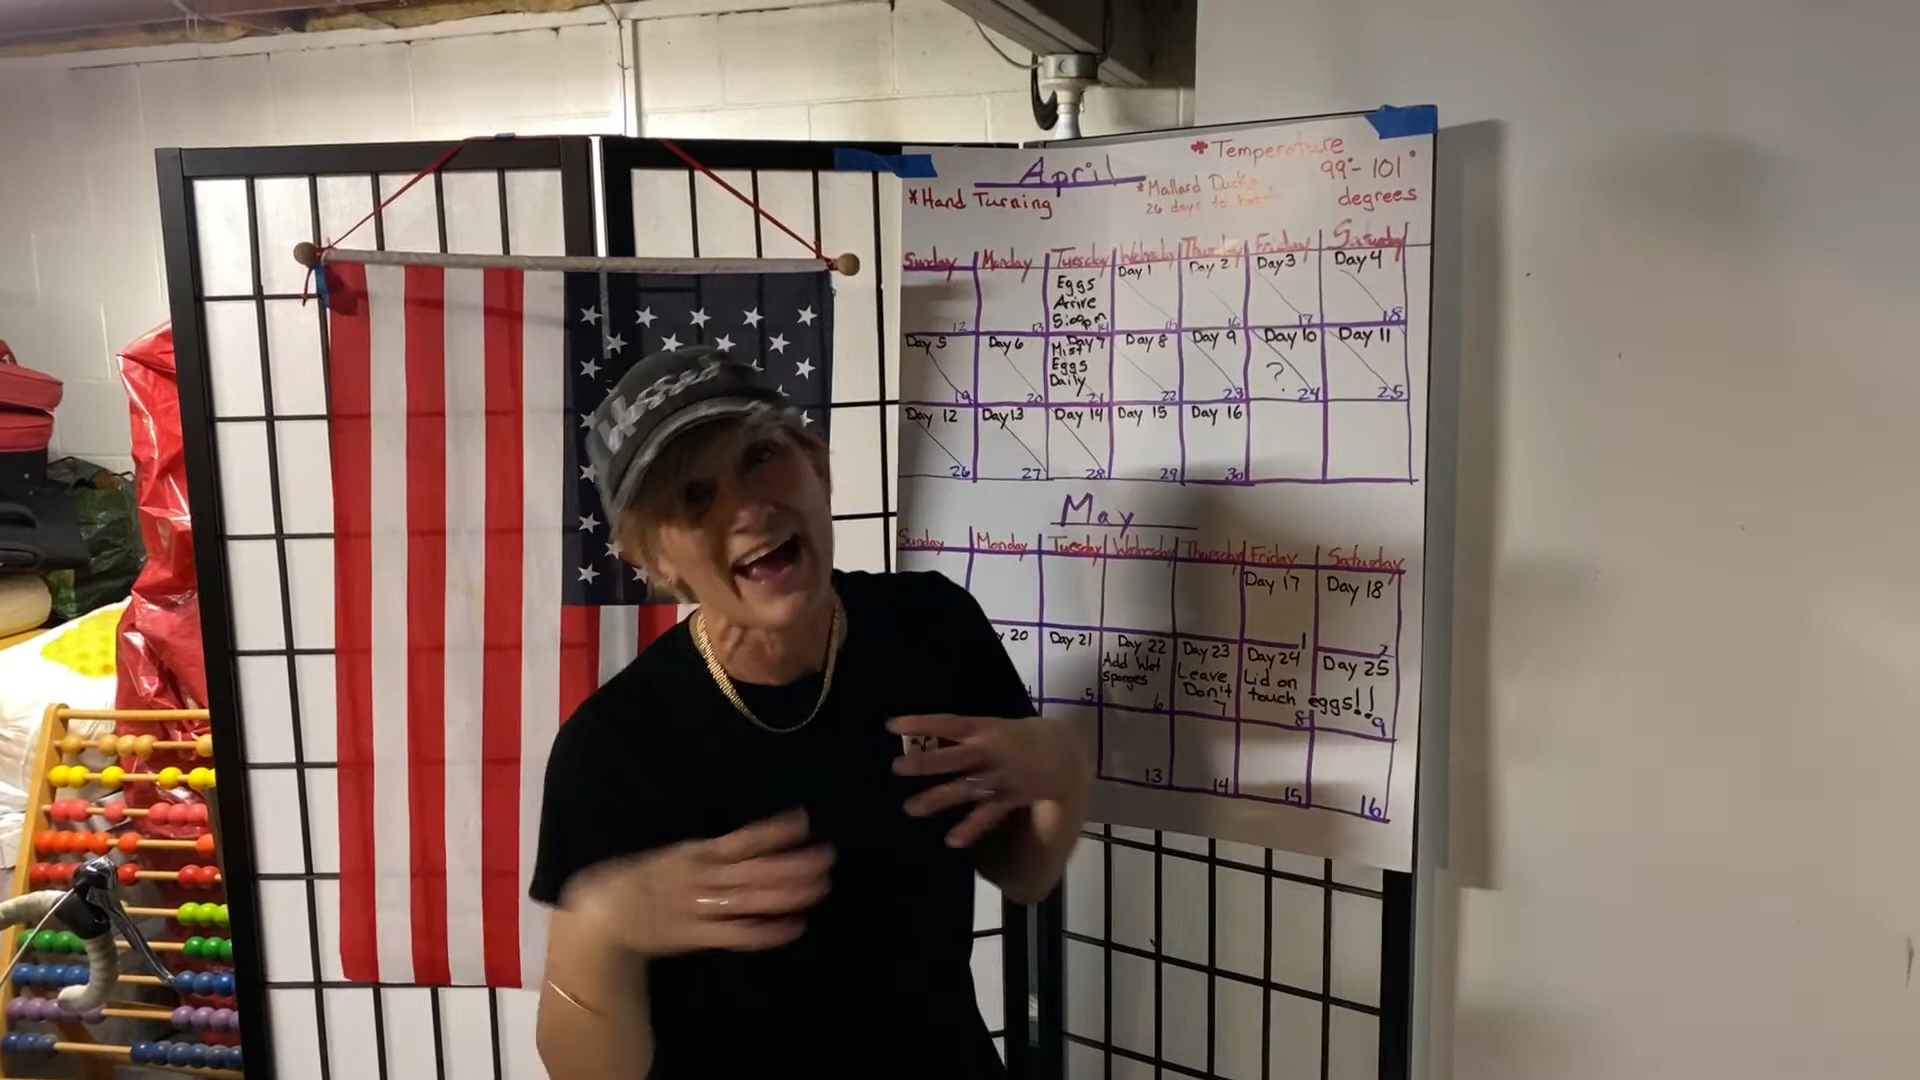 * Temperature
99°- 101°
degrees
April
* Hand Turning
* Mallard Ducks
26 days to hatch
Sunday Monday Tuesday Wednesday Thursday Friday Saturday
Day 1 Day 2 Day 3 Day 4
Eggs
Arrive
5:00pm
12 13 14 15 16 17 18
Day 5 Day 6 Day 7 Day 8 Day 9 Day 10 Day 11
Mist
Eggs
Daily
?
19 20 21 22 23 24 25
Day 12 Day 13 Day 14 Day 15 Day 16
26 27 28 29 30
May
Sunday Monday Tuesday Wednesday Thursday Friday Saturday
Day 17 Day 18
1 2
20 Day 21 Day 22 Day 23 Day 24 Day 25
Add Wet
Sponges
Leave Lid on
Don't touch eggs!!
5 6 7 8 9
13 14 15 16